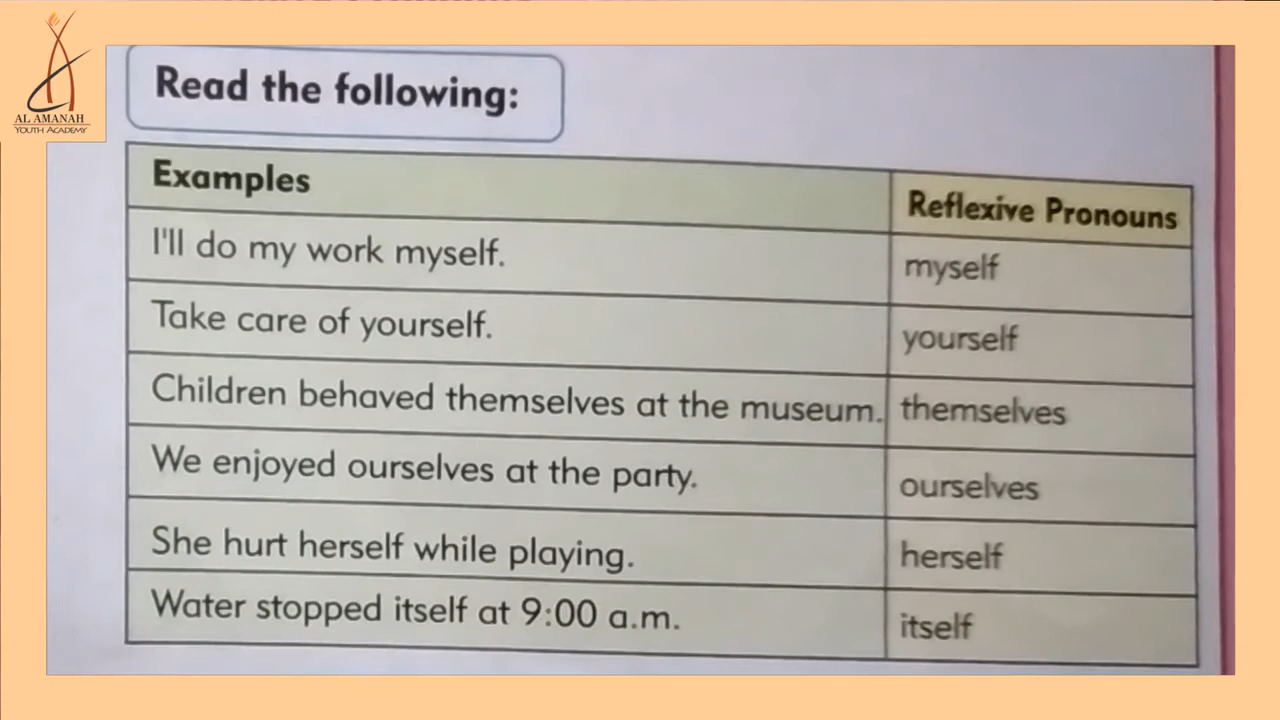 AL AMANAH
YOUTH ACADEMY
Read the following:
Examples Reflexive Pronouns
I'll do my work myself. myself
Take care of yourself. yourself
Children behaved themselves at the museum. themselves
We enjoyed ourselves at the party. ourselves
She hurt herself while playing. herself
Water stopped itself at 9:00 a.m. itself